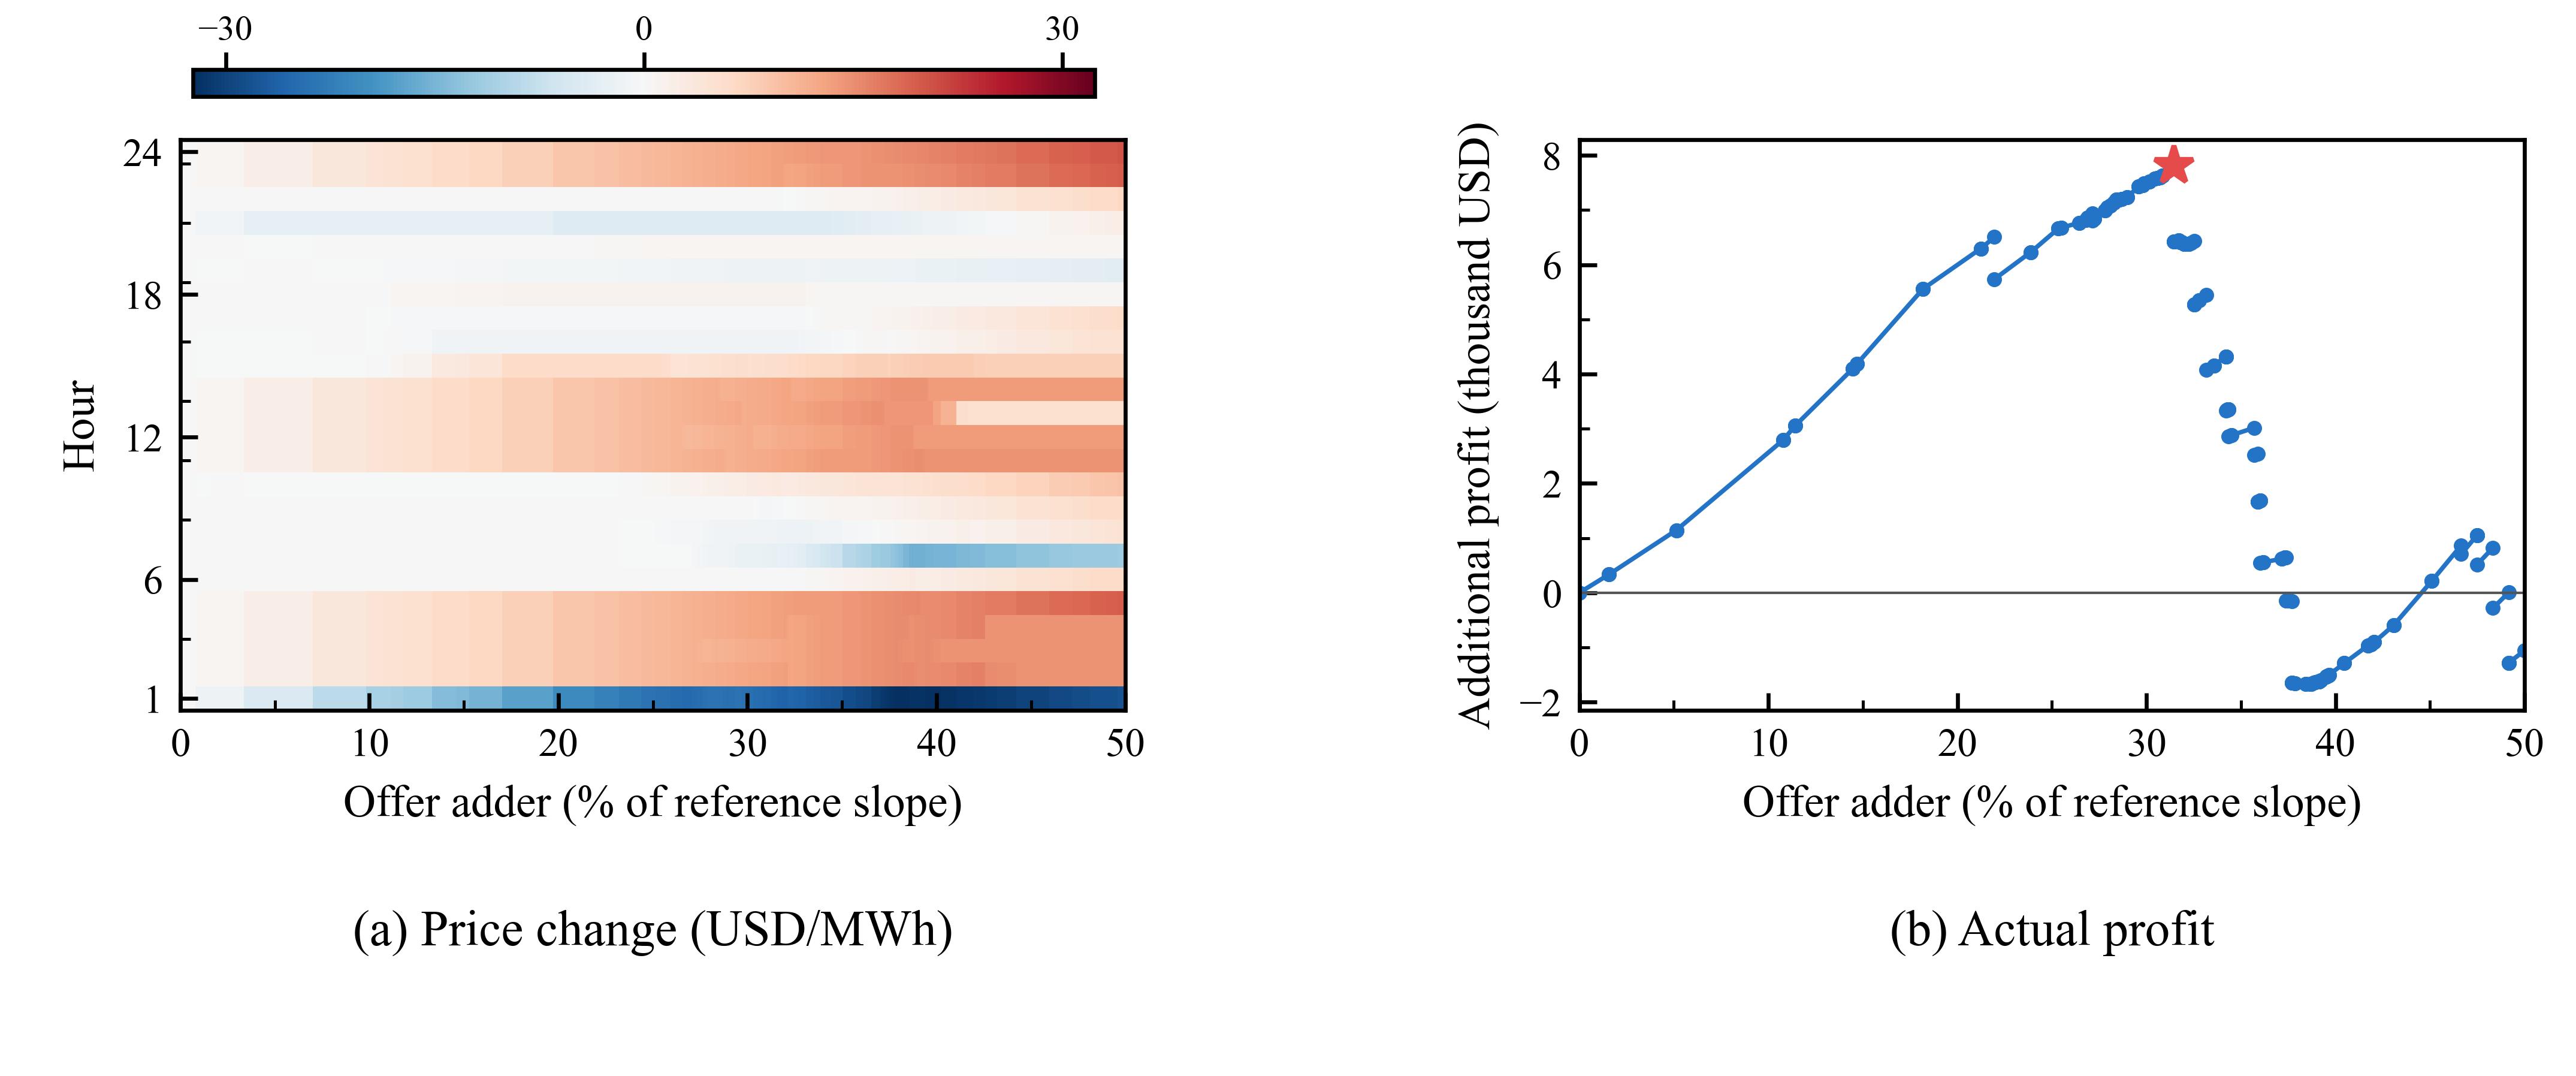 −30 0 30
24
18
12
6
1
Hour
0 10 20 30 40 50
Offer adder (% of reference slope)
(a) Price change (USD/MWh)
8
6
4
2
0
−2
Additional profit (thousand USD)
0 10 20 30 40 50
Offer adder (% of reference slope)
(b) Actual profit